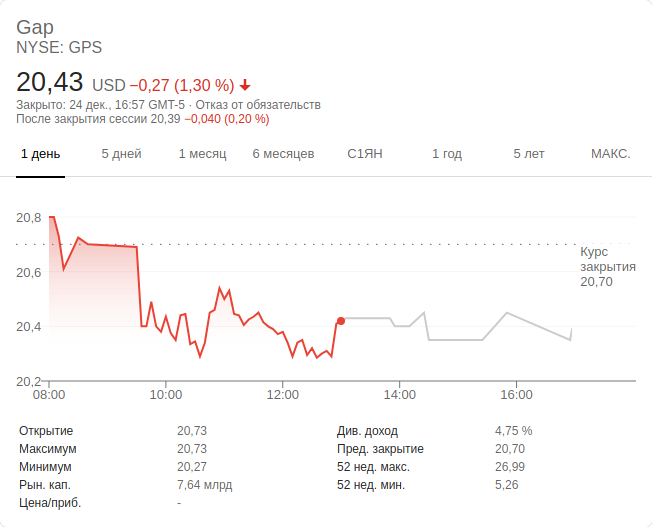 Gap
NYSE: GPS
20,43 USD −0,27 (1,30 %)
Закрыто: 24 дек., 16:57 GMT-5 · Отказ от обязательств
После закрытия сессии 20,39 −0,040 (0,20 %)
1 день 5 дней 1 месяц 6 месяцев С1ЯН 1 год 5 лет МАКС.
20,8
Курс
закрытия
20,70
20,6
20,4
20,2
08:00 10:00 12:00 14:00 16:00
Открытие 20,73 Див. доход 4,75 %
Максимум 20,73 Пред. закрытие 20,70
Минимум 20,27 52 нед. макс. 26,99
Рын. кап. 7,64 млрд 52 нед. мин. 5,26
Цена/приб. -